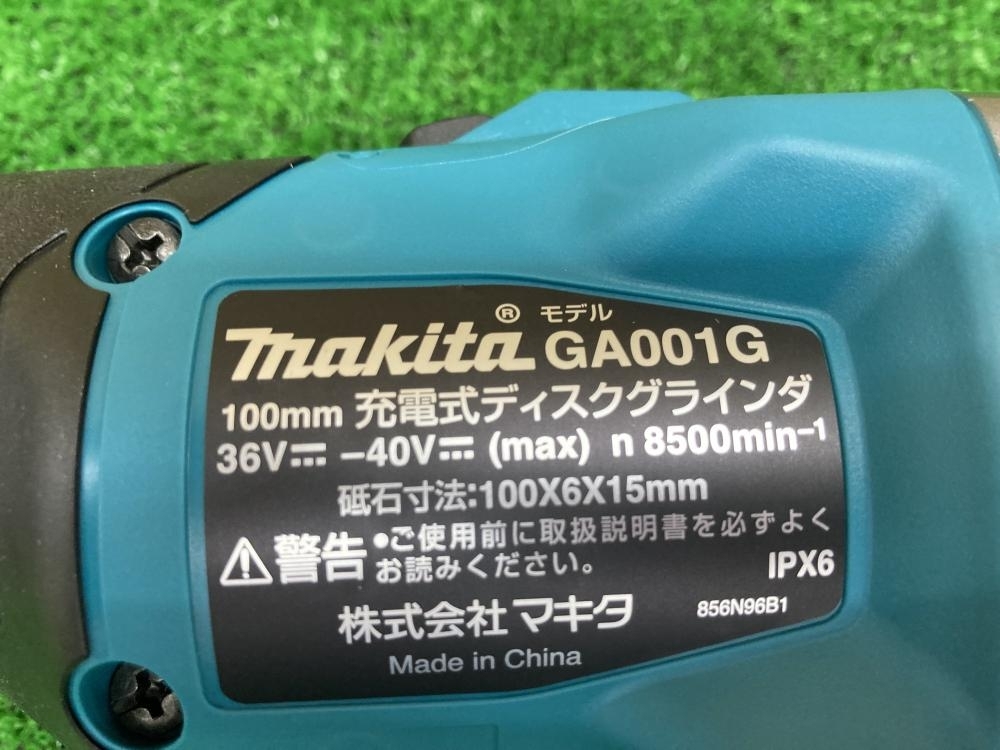 makita® モデル GA001G
100mm 充電式ディスクグラインダ
36V⎓ –40V⎓ (max) n 8500min⁻¹
砥石寸法:100X6X15mm
⚠警告 •ご使用前に取扱説明書を必ずよく
お読みください。 IPX6
株式会社マキタ 856N96B1
Made in China